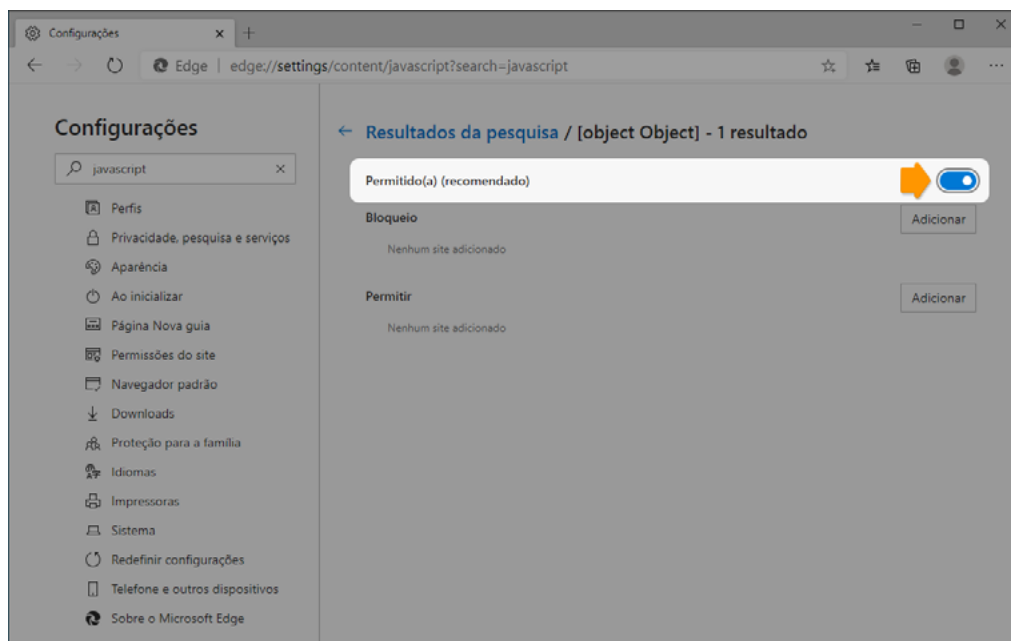 Configurações
Edge | edge://settings/content/javascript?search=javascript
Configurações
javascript
Perfis
Privacidade, pesquisa e serviços
Aparência
Ao inicializar
Página Nova guia
Permissões do site
Navegador padrão
Downloads
Proteção para a família
Idiomas
Impressoras
Sistema
Redefinir configurações
Telefone e outros dispositivos
Sobre o Microsoft Edge
Resultados da pesquisa / [object Object] - 1 resultado
Permitido(a) (recomendado)
Bloqueio
Adicionar
Nenhum site adicionado
Permitir
Adicionar
Nenhum site adicionado